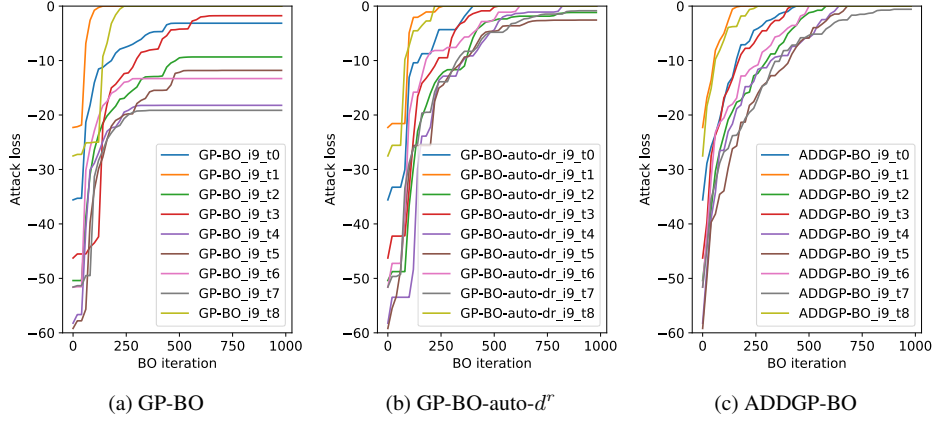 0
−10
−20
−30
−40
−50
−60
Attack loss
0
250
500
750
1000
BO iteration
GP-BO_i9_t0
GP-BO_i9_t1
GP-BO_i9_t2
GP-BO_i9_t3
GP-BO_i9_t4
GP-BO_i9_t5
GP-BO_i9_t6
GP-BO_i9_t7
GP-BO_i9_t8
(a) GP-BO
0
−10
−20
−30
−40
−50
−60
Attack loss
0
250
500
750
1000
BO iteration
GP-BO-auto-dr_i9_t0
GP-BO-auto-dr_i9_t1
GP-BO-auto-dr_i9_t2
GP-BO-auto-dr_i9_t3
GP-BO-auto-dr_i9_t4
GP-BO-auto-dr_i9_t5
GP-BO-auto-dr_i9_t6
GP-BO-auto-dr_i9_t7
GP-BO-auto-dr_i9_t8
(b) GP-BO-auto-dʳ
0
−10
−20
−30
−40
−50
−60
Attack loss
0
250
500
750
1000
BO iteration
ADDGP-BO_i9_t0
ADDGP-BO_i9_t1
ADDGP-BO_i9_t2
ADDGP-BO_i9_t3
ADDGP-BO_i9_t4
ADDGP-BO_i9_t5
ADDGP-BO_i9_t6
ADDGP-BO_i9_t7
ADDGP-BO_i9_t8
(c) ADDGP-BO